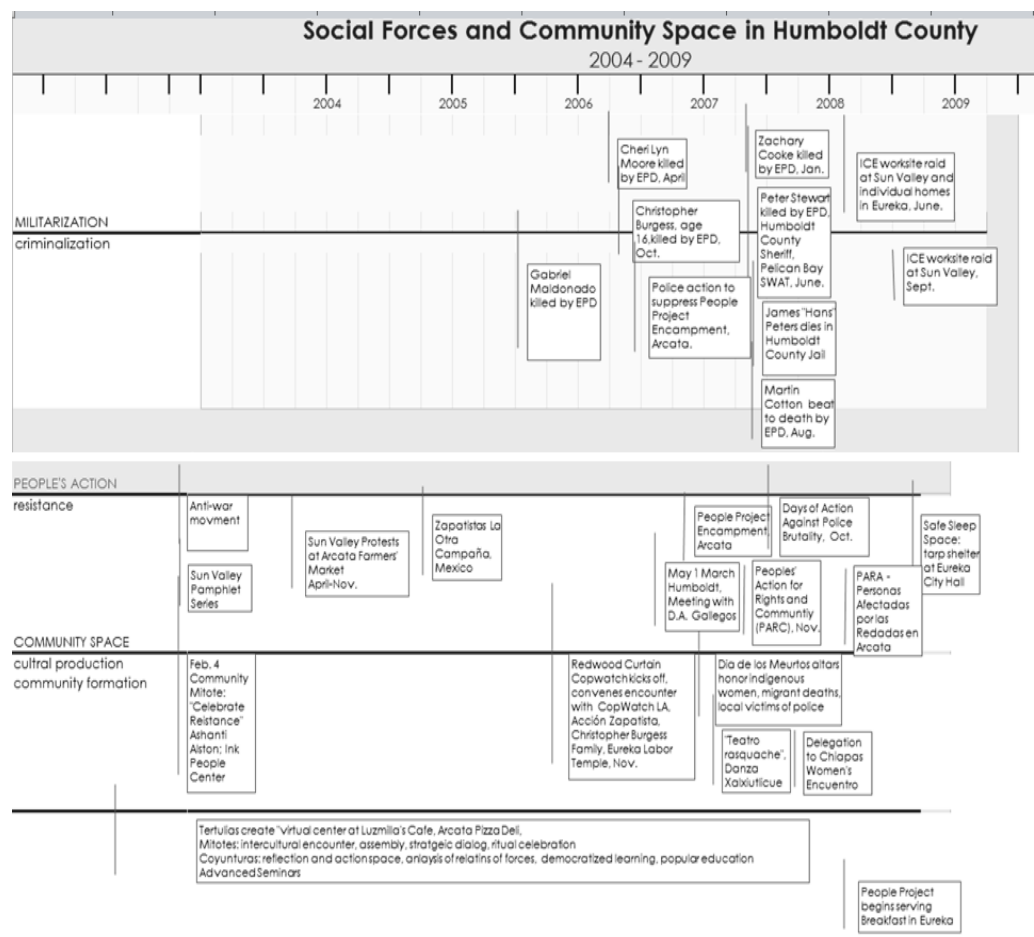 Social Forces and Community Space in Humboldt County
2004 - 2009
2004
2005
2006
2007
2008
2009
MILITARIZATION
criminalization
Gabriel
Maldonado
killed by EPD
Cheri Lyn
Moore killed
by EPD, April
Christopher
Burgess, age
16,killed by EPD,
Oct.
Police action to
suppress People
Project
Encampment,
Arcata.
Zachary
Cooke killed
by EPD, Jan.
Peter Stewart
killed by EPD,
Humboldt
County
Sheriff,
Pelican Bay
SWAT, June.
James "Hans"
Peters dies in
Humboldt
County Jail
Martin
Cotton beat
to death by
EPD, Aug.
ICE worksite raid
at Sun Valley and
individual homes
in Eureka, June.
ICE worksite raid
at Sun Valley,
Sept.
PEOPLE'S ACTION
resistance
Anti-war
movment
Sun Valley
Pamphlet
Series
Sun Valley Protests
at Arcata Farmers'
Market
April-Nov.
Zapatistas La
Otra
Campaña,
Mexico
People Project
Encampment,
Arcata
May 1 March
Humboldt,
Meeting with
D.A. Gallegos
Days of Action
Against Police
Brutality, Oct.
Peoples'
Action for
Rights and
Communtiy
(PARC), Nov.
PARA -
Personas
Afectadas
por las
Redadas en
Arcata
Safe Sleep
Space:
tarp shelter
at Eureka
City Hall
COMMUNITY SPACE
cultral production
community formation
Feb. 4
Community
Mitote:
"Celebrate
Reistance"
Ashanti
Alston; Ink
People
Center
Redwood Curtain
Copwatch kicks off,
convenes encounter
with CopWatch LA,
Acción Zapatista,
Christopher Burgess
Family, Eureka Labor
Temple, Nov.
Dia de los Meurtos altars
honor indigenous
women, migrant deaths,
local victims of police
"Teatro
rasquache",
Danza
Xalxiutlicue
Delegation
to Chiapas
Women's
Encuentro
Tertulias create "virtual center at Luzmila's Cafe, Arcata Pizza Deli,
Mitotes: intercultural encounter, assembly, stratgeic dialog, ritual celebration
Coyunturas: reflection and action space, anlaysis of relatins of forces, democratized learning, popular education
Advanced Seminars
People Project
begins serving
Breakfast in Eureka